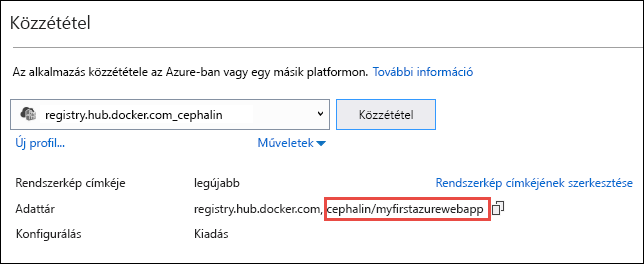 Közzététel
Az alkalmazás közzététele az Azure-ban vagy egy másik platformon. További információ
registry.hub.docker.com_cephalin Közzététel
Új profil... Műveletek
Rendszerkép címkéje legújabb Rendszerkép címkéjének szerkesztése
Adattár registry.hub.docker.com, cephalin/myfirstazurewebapp
Konfigurálás Kiadás